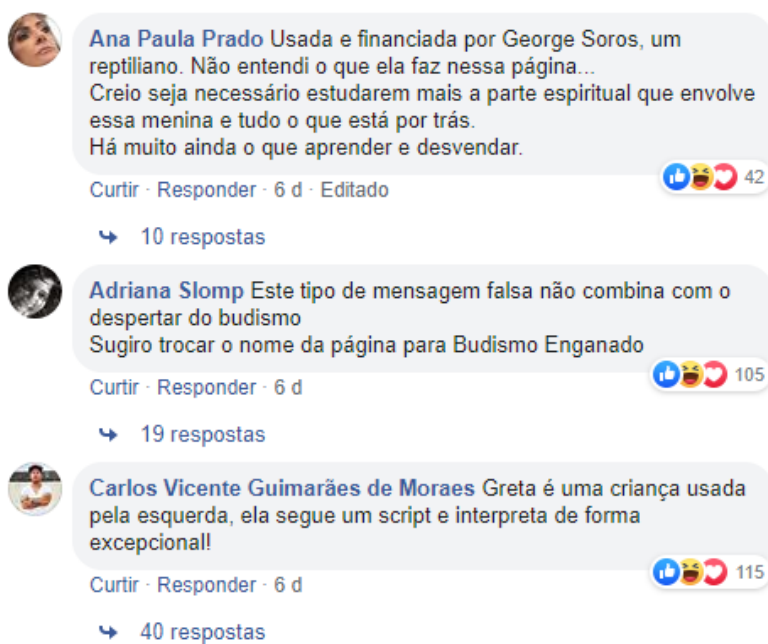 Ana Paula Prado Usada e financiada por George Soros, um
reptiliano. Não entendi o que ela faz nessa página...
Creio seja necessário estudarem mais a parte espiritual que envolve
essa menina e tudo o que está por trás.
Há muito ainda o que aprender e desvendar.
42
Curtir · Responder · 6 d · Editado
10 respostas
Adriana Slomp Este tipo de mensagem falsa não combina com o
despertar do budismo
Sugiro trocar o nome da página para Budismo Enganado
105
Curtir · Responder · 6 d
19 respostas
Carlos Vicente Guimarães de Moraes Greta é uma criança usada
pela esquerda, ela segue um script e interpreta de forma
excepcional!
115
Curtir · Responder · 6 d
40 respostas